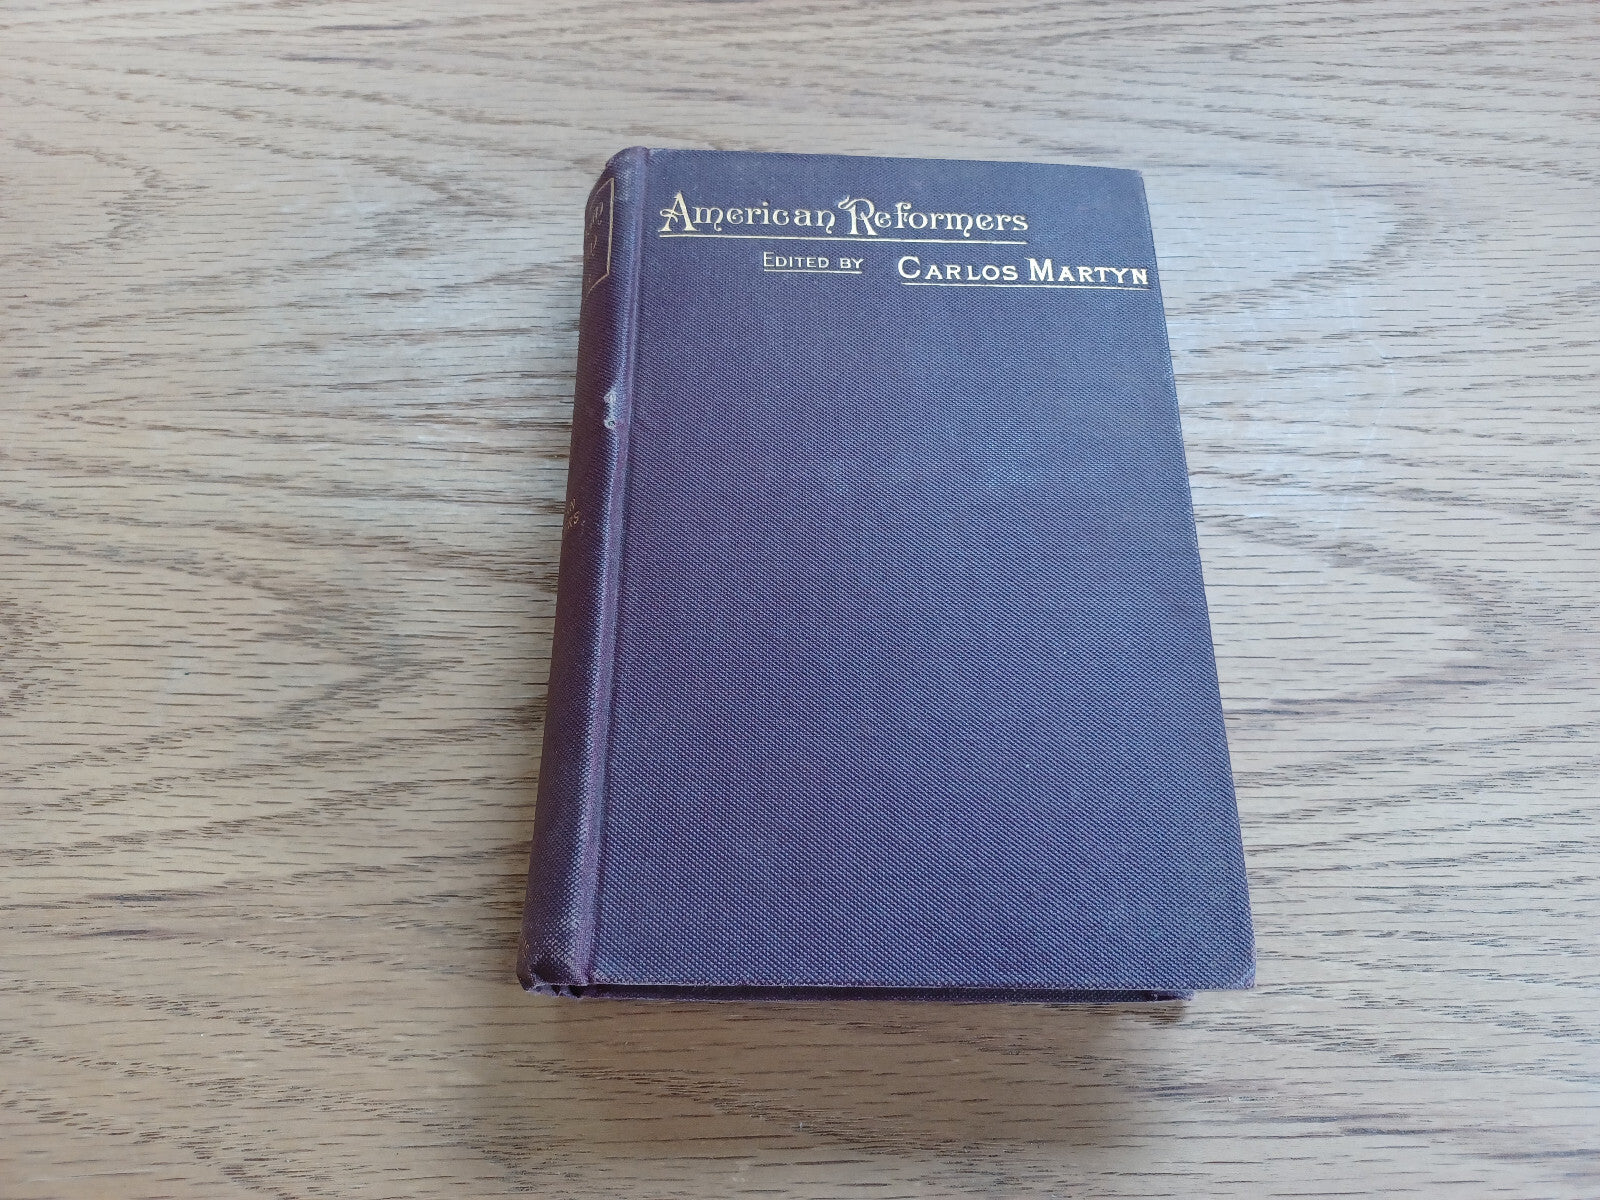 American Reformers
EDITED BY CARLOS MARTYN